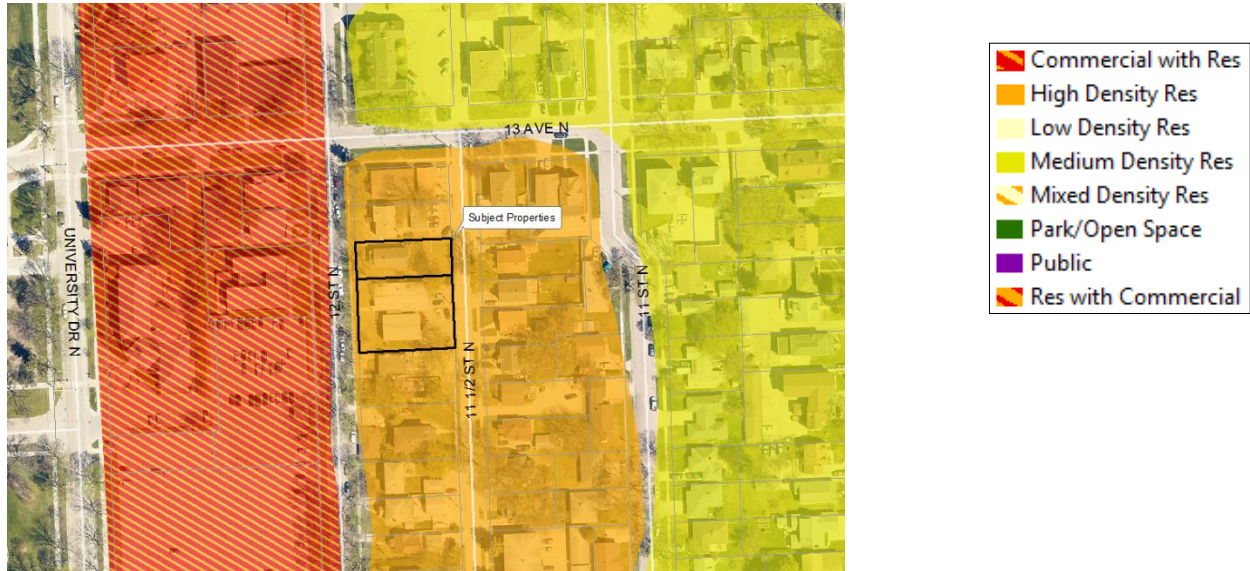 13 AVE N
Subject Properties
UNIVERSITY DR N
12 ST N
11 ST N
11 1/2 ST N
Commercial with Res
High Density Res
Low Density Res
Medium Density Res
Mixed Density Res
Park/Open Space
Public
Res with Commercial